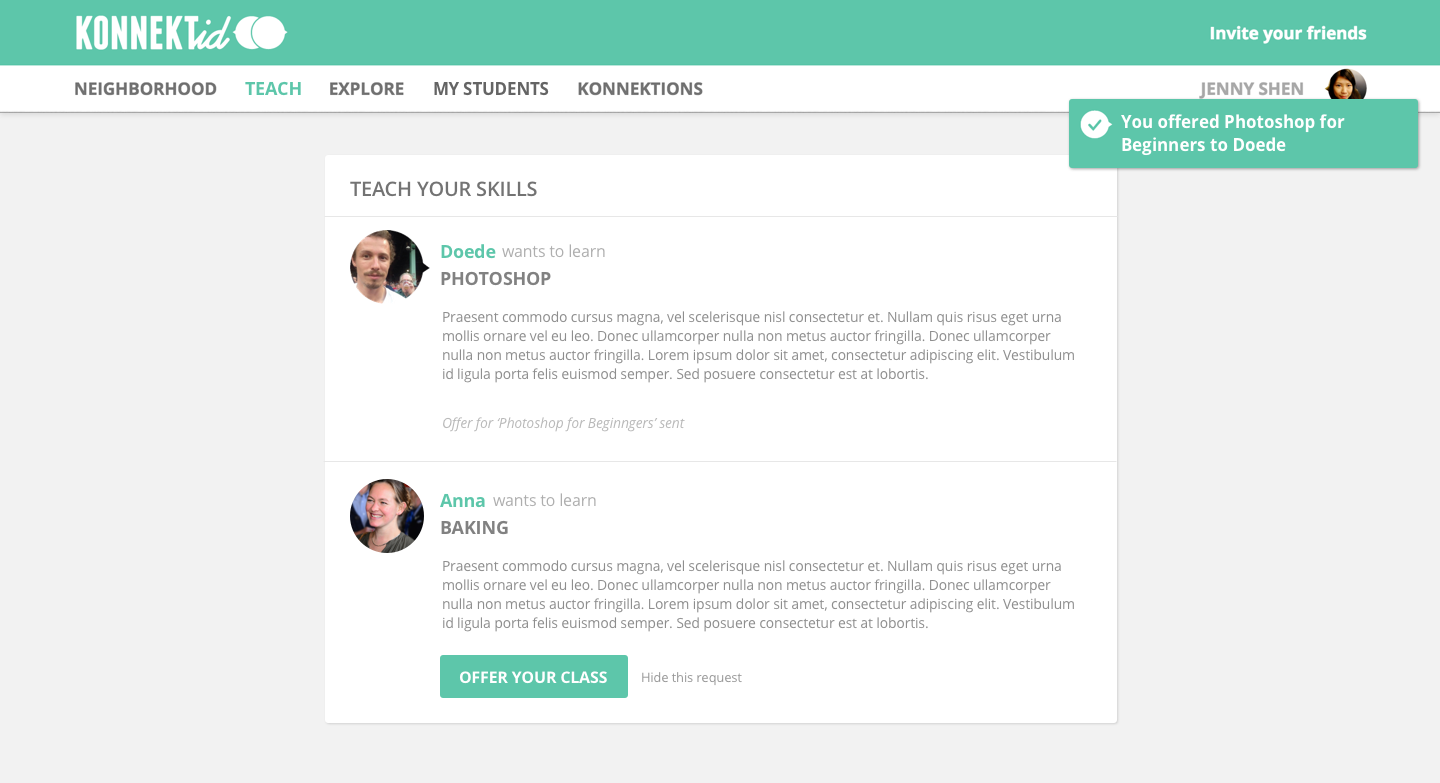 KONNEKTid
Invite your friends
NEIGHBORHOOD TEACH EXPLORE MY STUDENTS KONNEKTIONS JENNY SHEN
You offered Photoshop for
Beginners to Doede
TEACH YOUR SKILLS
Doede wants to learn
PHOTOSHOP
Praesent commodo cursus magna, vel scelerisque nisl consectetur et. Nullam quis risus eget urna
mollis ornare vel eu leo. Donec ullamcorper nulla non metus auctor fringilla. Donec ullamcorper
nulla non metus auctor fringilla. Lorem ipsum dolor sit amet, consectetur adipiscing elit. Vestibulum
id ligula porta felis euismod semper. Sed posuere consectetur est at lobortis.
Offer for ‘Photoshop for Beginngers’ sent
Anna wants to learn
BAKING
Praesent commodo cursus magna, vel scelerisque nisl consectetur et. Nullam quis risus eget urna
mollis ornare vel eu leo. Donec ullamcorper nulla non metus auctor fringilla. Donec ullamcorper
nulla non metus auctor fringilla. Lorem ipsum dolor sit amet, consectetur adipiscing elit. Vestibulum
id ligula porta felis euismod semper. Sed posuere consectetur est at lobortis.
OFFER YOUR CLASS Hide this request